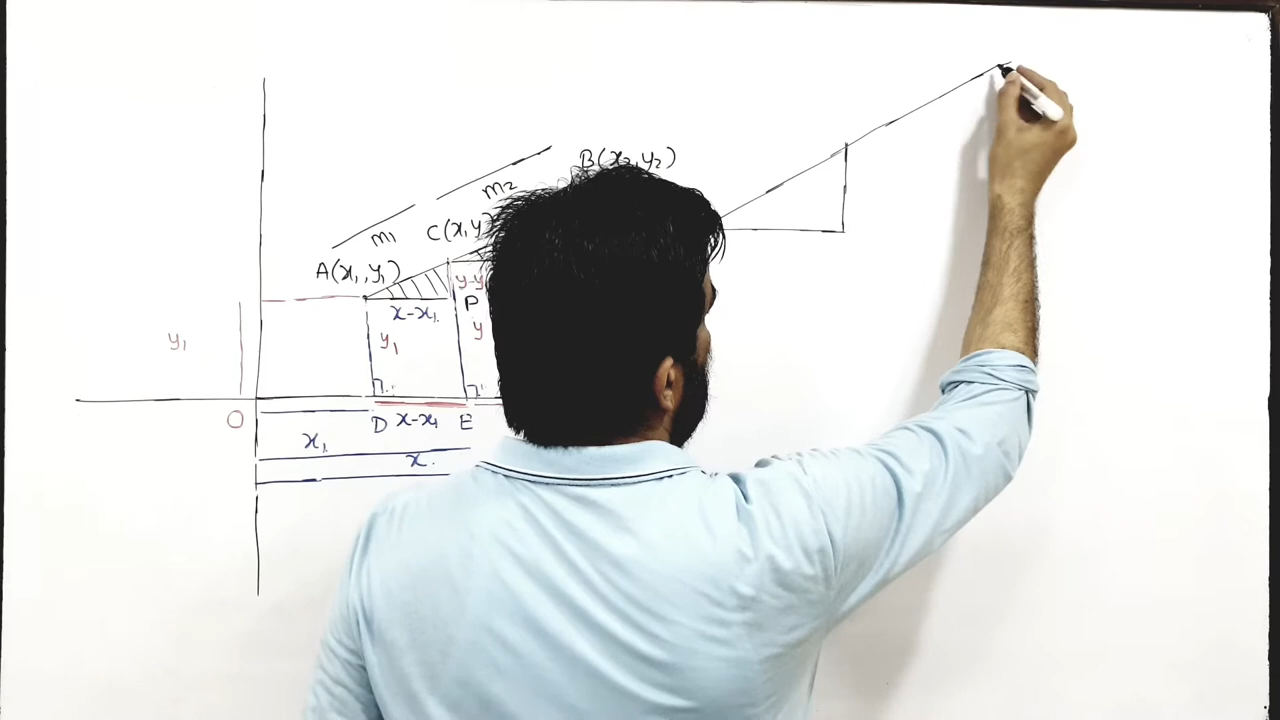 B(x₂,y₂)
m₂
m₁
C(x,y)
A(x₁,y₁)
y-y
x-x₁
P
y₁
y₁
y
O
D
x-x₁
E
x₁
x